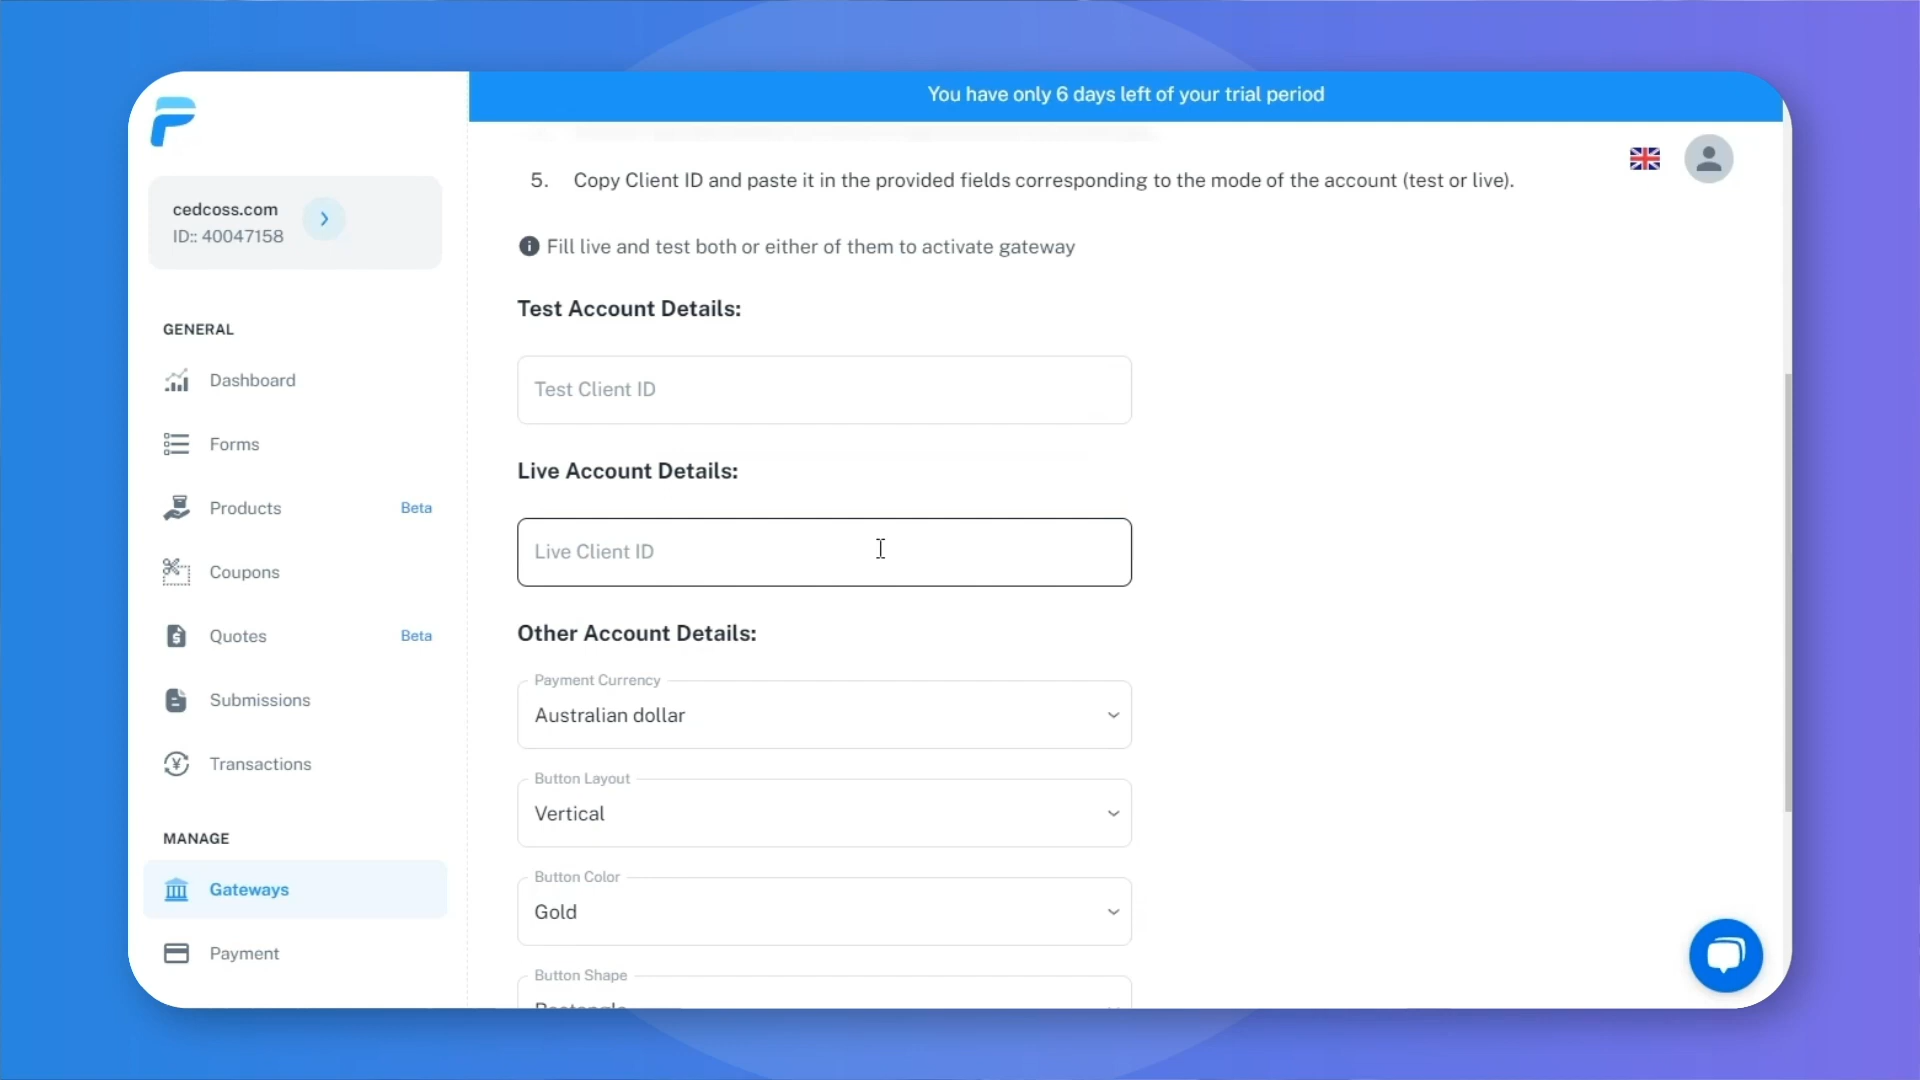 You have only 6 days left of your trial period
cedcoss.com
ID:: 40047158
GENERAL
Dashboard
Forms
Products Beta
Coupons
Quotes Beta
Submissions
Transactions
MANAGE
Gateways
Payment
5. Copy Client ID and paste it in the provided fields corresponding to the mode of the account (test or live).
Fill live and test both or either of them to activate gateway
Test Account Details:
Test Client ID
Live Account Details:
Live Client ID
Other Account Details:
Payment Currency
Australian dollar
Button Layout
Vertical
Button Color
Gold
Button Shape